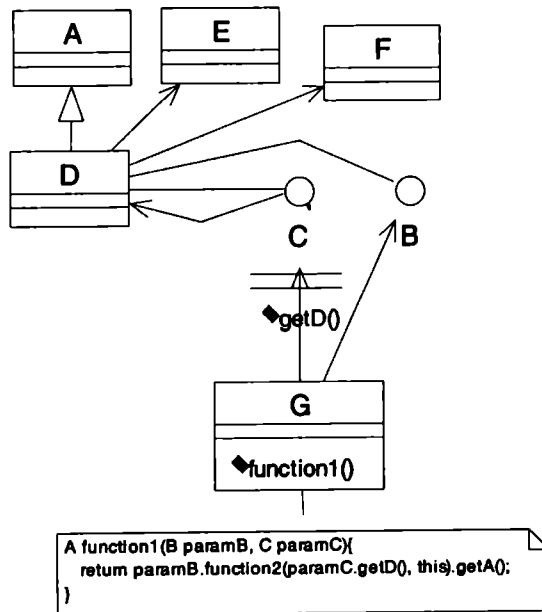 A
E
F
D
C
B
getD()
G
function1()
A function1(B paramB, C paramC){
return paramB.function2(paramC.getD(), this).getA();
}